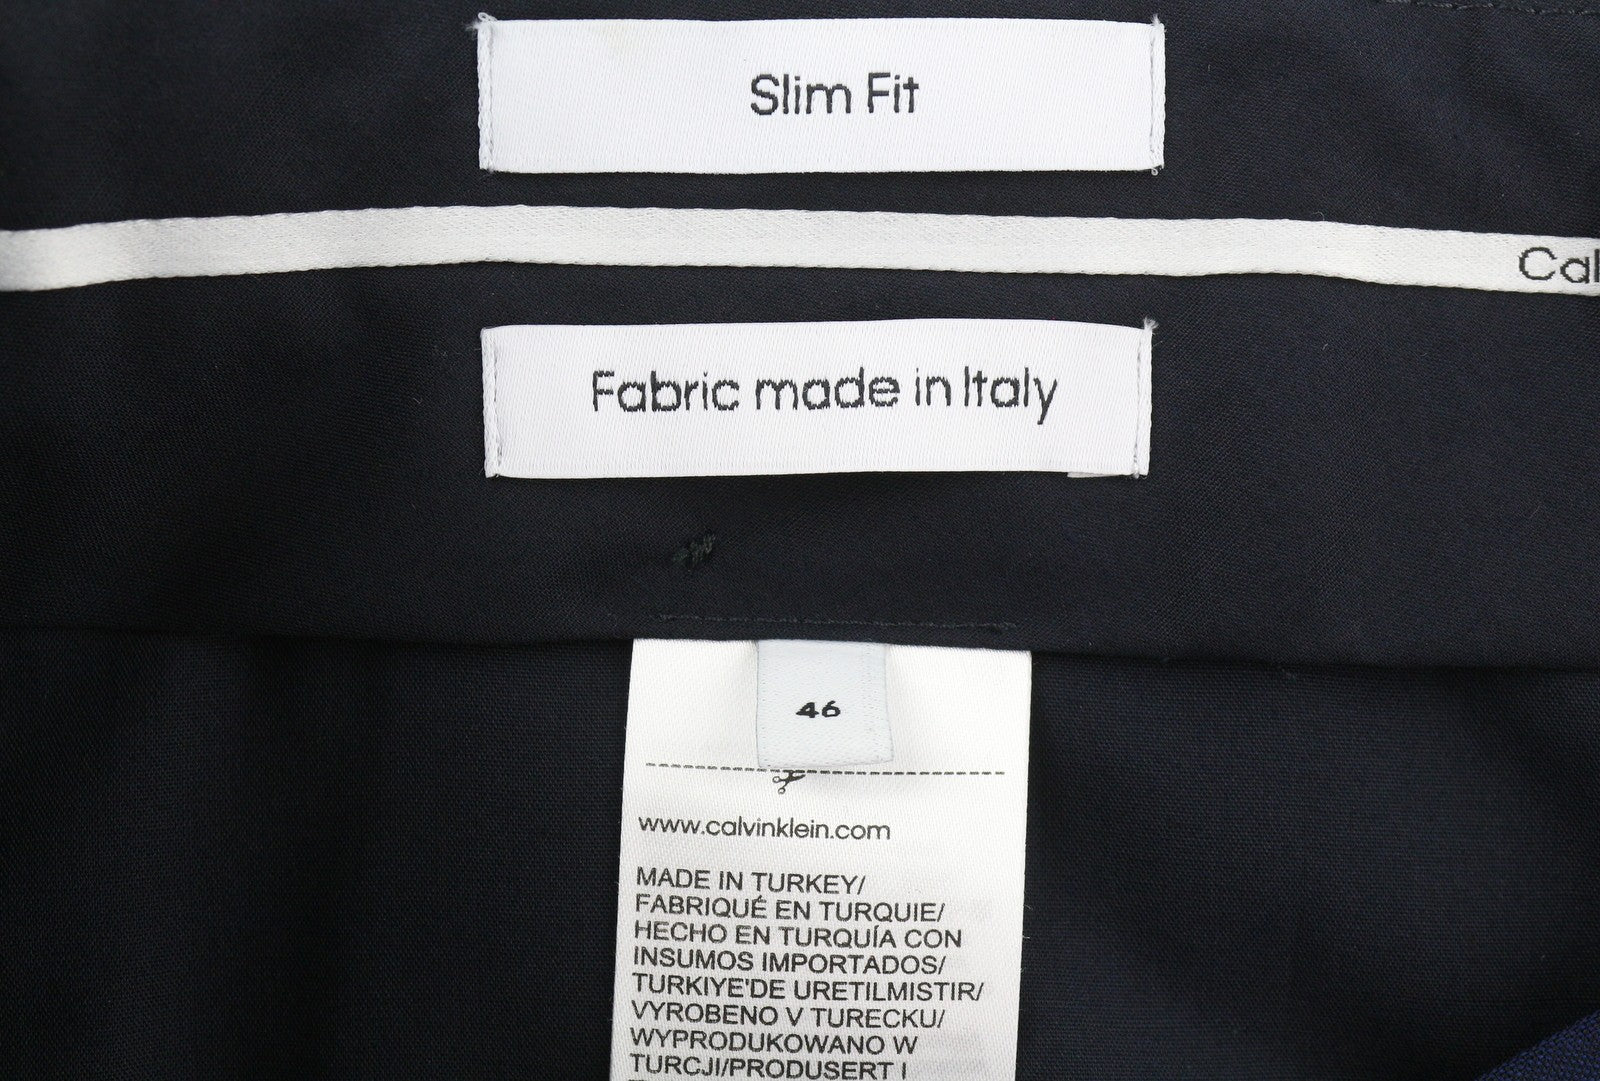 Slim Fit
Cal
Fabric made in Italy
46
www.calvinklein.com
MADE IN TURKEY/
FABRIQUÉ EN TURQUIE/
HECHO EN TURQUÍA CON
INSUMOS IMPORTADOS/
TURKIYE'DE URETILMISTIR/
VYROBENO V TURECKU/
WYPRODUKOWANO W
TURCJI/PRODUSERT I